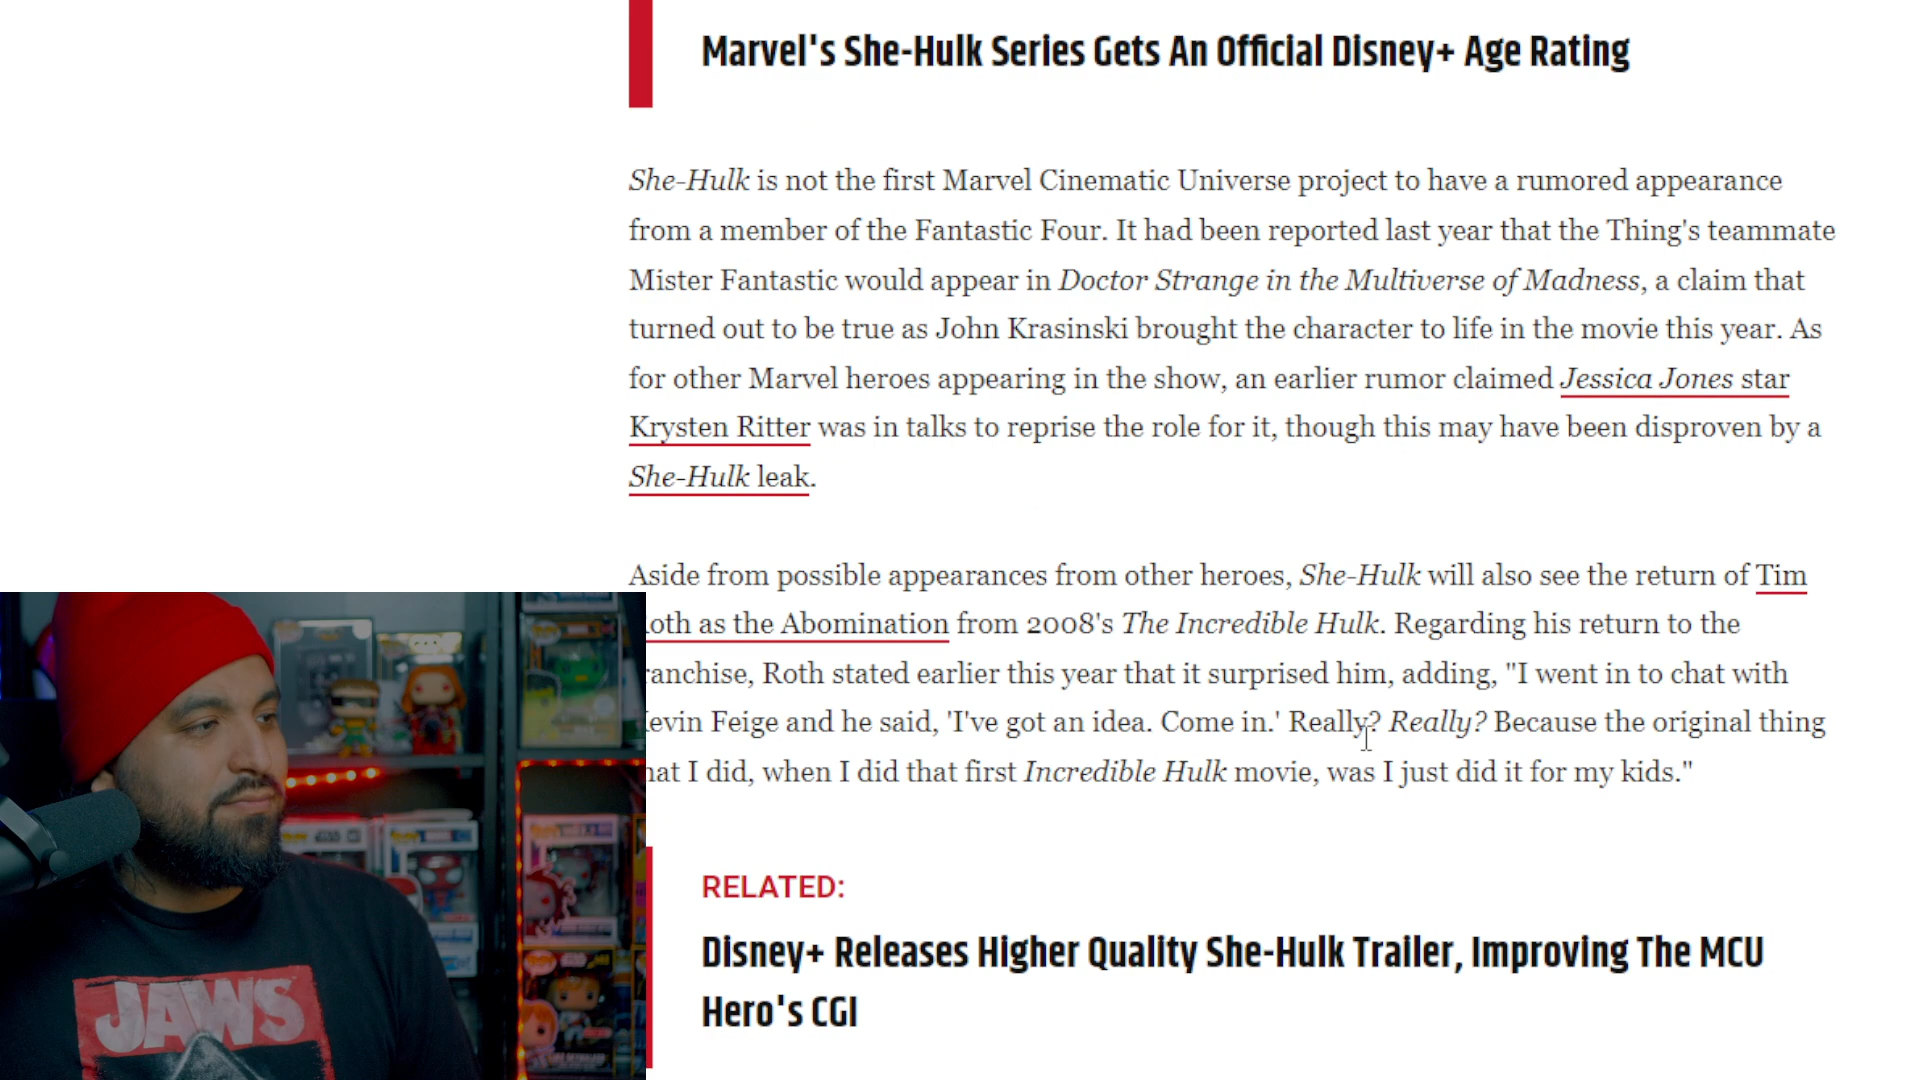 Marvel's She-Hulk Series Gets An Official Disney+ Age Rating
She-Hulk is not the first Marvel Cinematic Universe project to have a rumored appearance
from a member of the Fantastic Four. It had been reported last year that the Thing's teammate
Mister Fantastic would appear in Doctor Strange in the Multiverse of Madness, a claim that
turned out to be true as John Krasinski brought the character to life in the movie this year. As
for other Marvel heroes appearing in the show, an earlier rumor claimed Jessica Jones star
Krysten Ritter was in talks to reprise the role for it, though this may have been disproven by a
She-Hulk leak.
Aside from possible appearances from other heroes, She-Hulk will also see the return of Tim
oth as the Abomination from 2008's The Incredible Hulk. Regarding his return to the
ranchise, Roth stated earlier this year that it surprised him, adding, "I went in to chat with
evin Feige and he said, 'I've got an idea. Come in.' Really? Really? Because the original thing
hat I did, when I did that first Incredible Hulk movie, was I just did it for my kids."
RELATED:
Disney+ Releases Higher Quality She-Hulk Trailer, Improving The MCU
Hero's CGI
JAWS